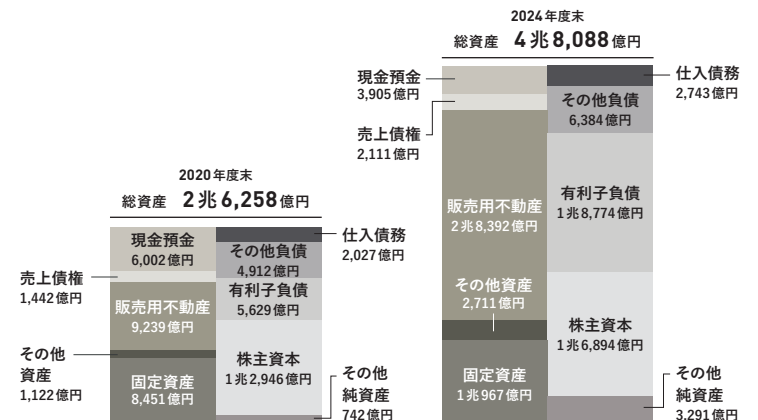 2020年度末
総資産 2兆6,258億円
現金預金
6,002億円
売上債権
1,442億円
販売用不動産
9,239億円
その他
資産
1,122億円
固定資産
8,451億円
仕入債務
2,027億円
その他負債
4,912億円
有利子負債
5,629億円
株主資本
1兆2,946億円
その他
純資産
742億円
2024年度末
総資産 4兆8,088億円
現金預金
3,905億円
売上債権
2,111億円
販売用不動産
2兆8,392億円
その他資産
2,711億円
固定資産
1兆967億円
仕入債務
2,743億円
その他負債
6,384億円
有利子負債
1兆8,774億円
株主資本
1兆6,894億円
その他
純資産
3,291億円